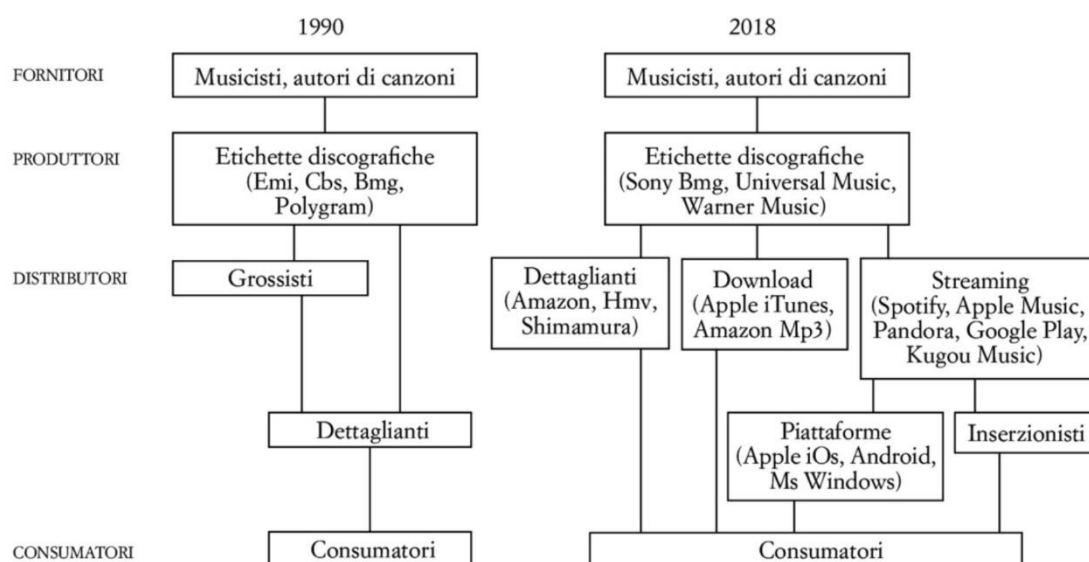 1990
2018
FORNITORI
Musicisti, autori di canzoni
Musicisti, autori di canzoni
PRODUTTORI
Etichette discografiche
(Emi, Cbs, Bmg,
Polygram)
Etichette discografiche
(Sony Bmg, Universal Music,
Warner Music)
DISTRIBUTORI
Grossisti
Dettaglianti
(Amazon, Hmv,
Shimamura)
Download
(Apple iTunes,
Amazon Mp3)
Streaming
(Spotify, Apple Music,
Pandora, Google Play,
Kugou Music)
Dettaglianti
Piattaforme
(Apple iOs, Android,
Ms Windows)
Inserzionisti
CONSUMATORI
Consumatori
Consumatori